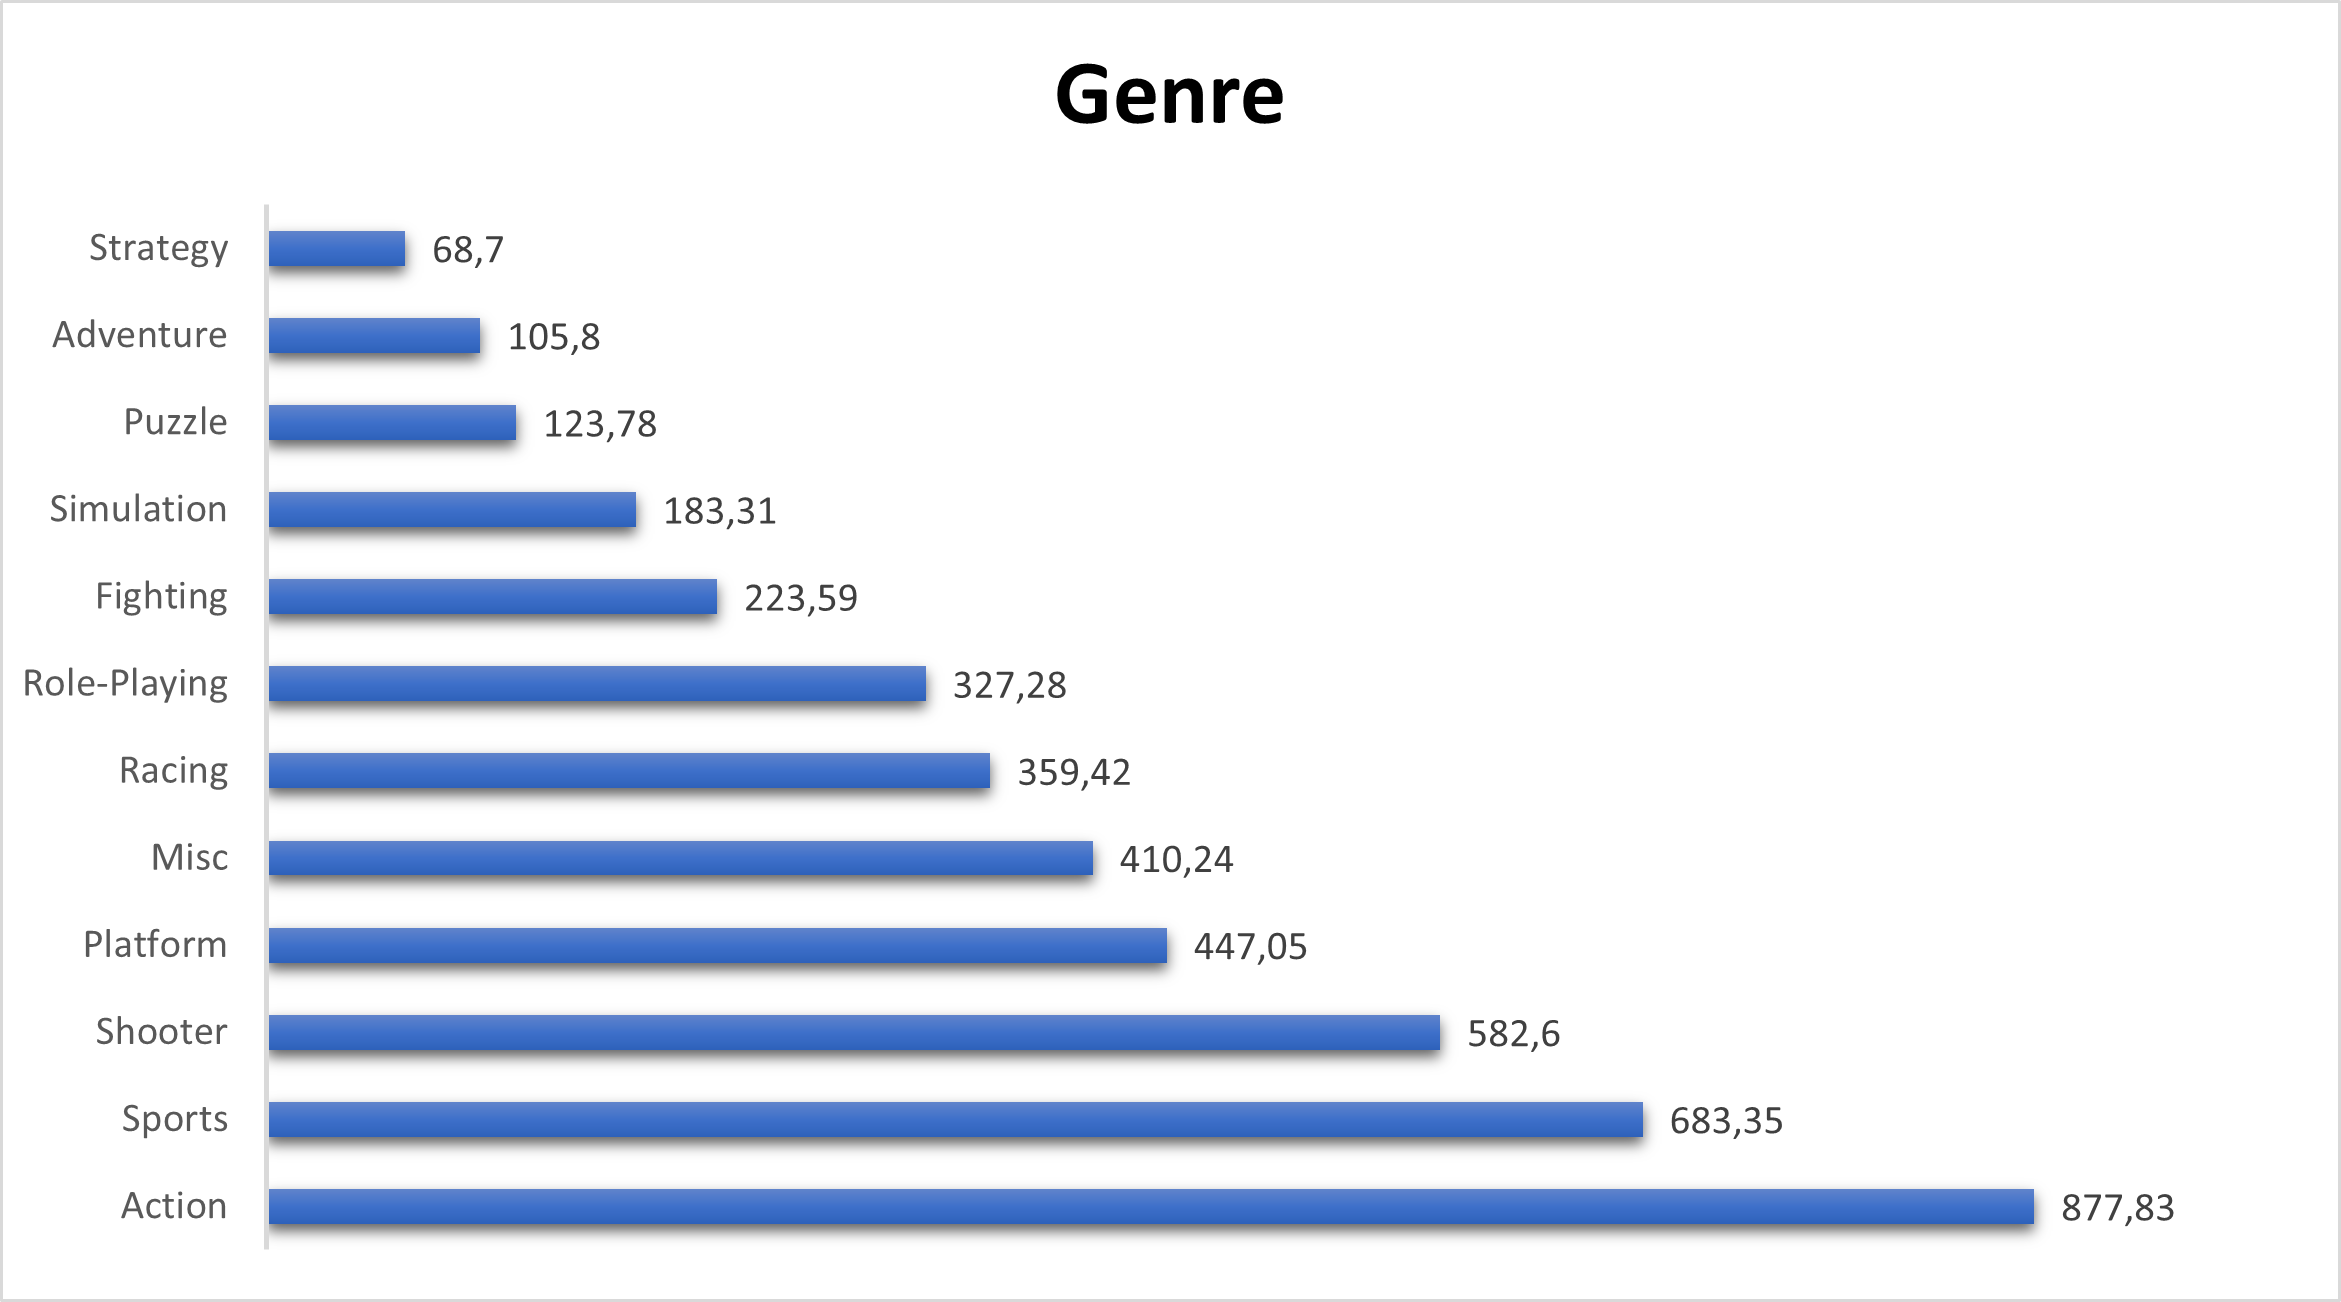 Genre
Strategy 68,7
Adventure 105,8
Puzzle 123,78
Simulation 183,31
Fighting 223,59
Role-Playing 327,28
Racing 359,42
Misc 410,24
Platform 447,05
Shooter 582,6
Sports 683,35
Action 877,83